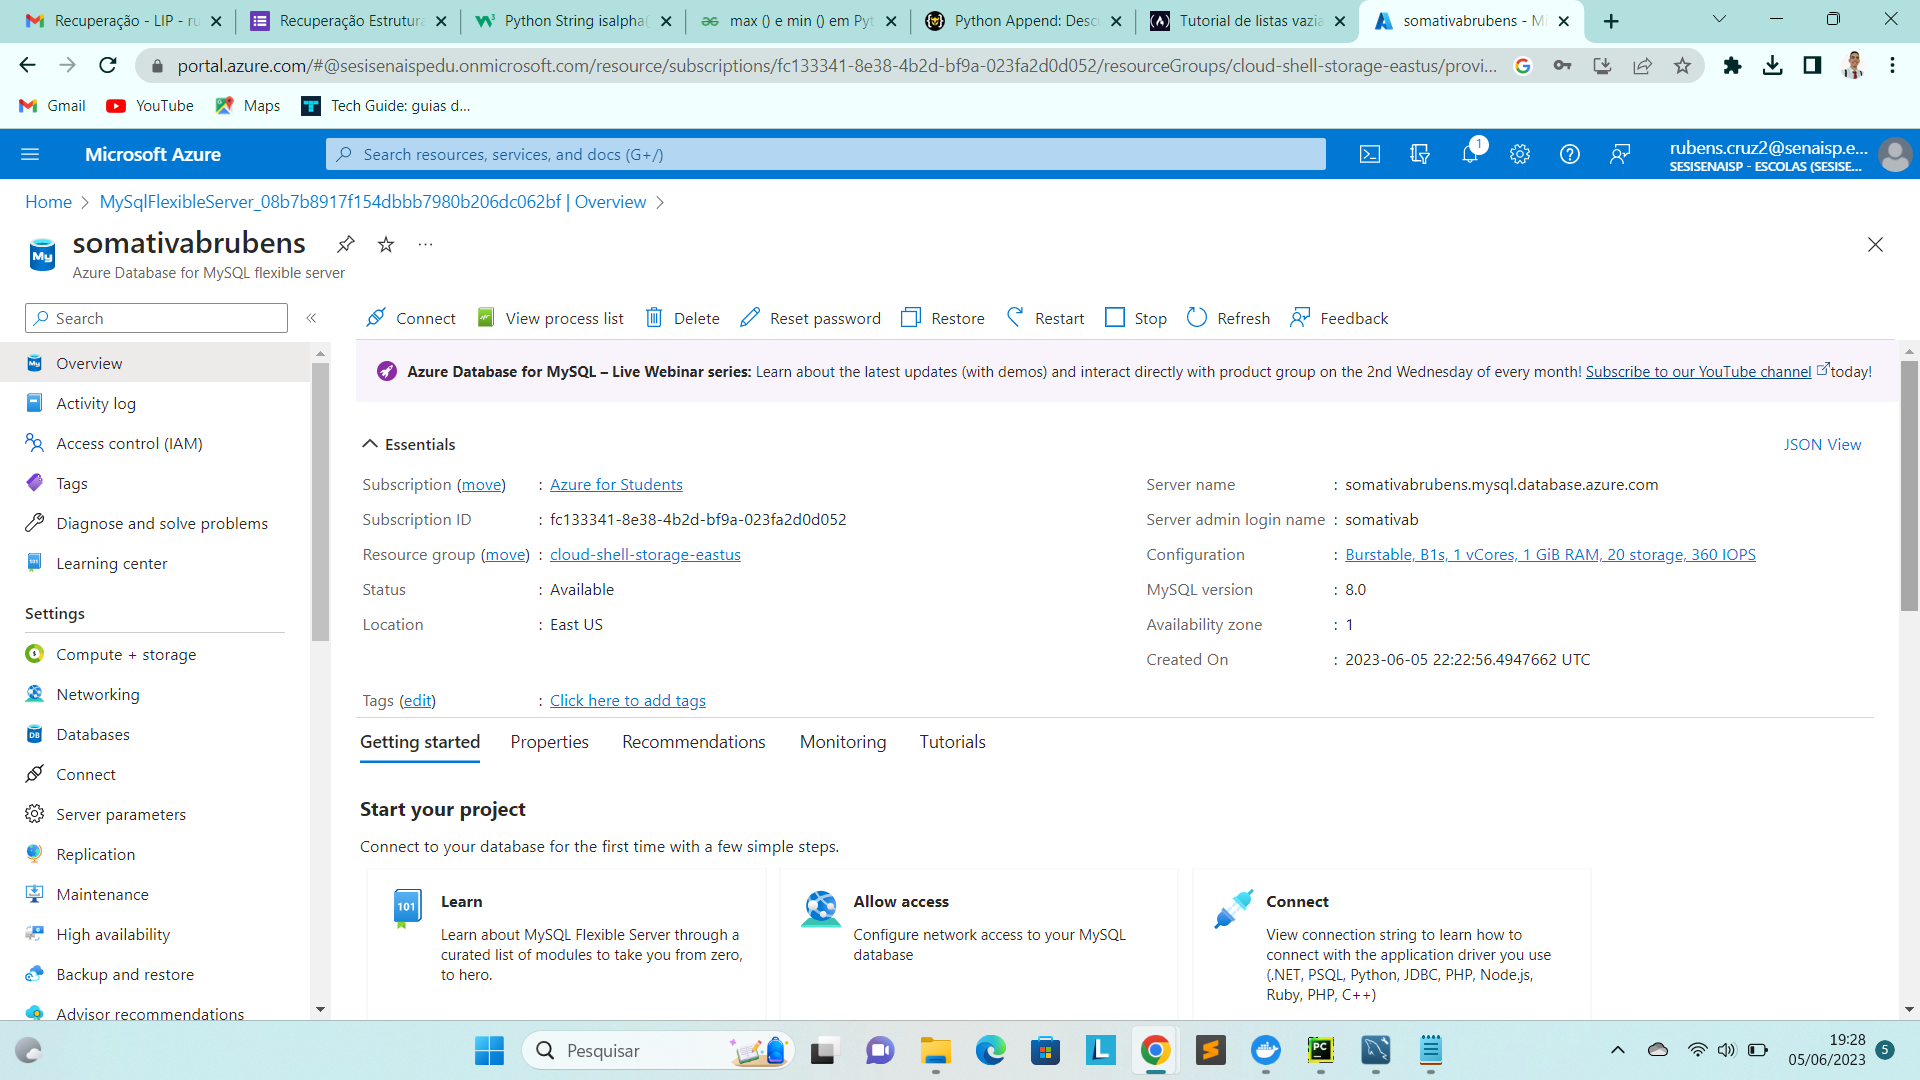 Recuperação - LIP - ru
Recuperação Estrutura
Python String isalpha(
max () e min () em Pyt
Python Append: Desc
Tutorial de listas vazia
somativabrubens - Mi
portal.azure.com/#@sesisenaispedu.onmicrosoft.com/resource/subscriptions/fc133341-8e38-4b2d-bf9a-023fa2d0d052/resourceGroups/cloud-shell-storage-eastus/provi...
Gmail
YouTube
Maps
Tech Guide: guias d...
Microsoft Azure
Search resources, services, and docs (G+/)
1
rubens.cruz2@senaisp.e...
SESISENAISP - ESCOLAS (SESISE...
Home > MySqlFlexibleServer_08b7b8917f154dbbb7980b206dc062bf | Overview >
My
somativabrubens
Azure Database for MySQL flexible server
Search
Connect
View process list
Delete
Reset password
Restore
Restart
Stop
Refresh
Feedback
Overview
Activity log
Access control (IAM)
Tags
Diagnose and solve problems
Learning center
Settings
Compute + storage
Networking
Databases
Connect
Server parameters
Replication
Maintenance
High availability
Backup and restore
Advisor recommendations
Azure Database for MySQL – Live Webinar series: Learn about the latest updates (with demos) and interact directly with product group on the 2nd Wednesday of every month! Subscribe to our YouTube channel today!
Essentials
JSON View
Subscription (move) : Azure for Students
Subscription ID : fc133341-8e38-4b2d-bf9a-023fa2d0d052
Resource group (move) : cloud-shell-storage-eastus
Status : Available
Location : East US
Server name : somativabrubens.mysql.database.azure.com
Server admin login name : somativab
Configuration : Burstable, B1s, 1 vCores, 1 GiB RAM, 20 storage, 360 IOPS
MySQL version : 8.0
Availability zone : 1
Created On : 2023-06-05 22:22:56.4947662 UTC
Tags (edit) : Click here to add tags
Getting started
Properties
Recommendations
Monitoring
Tutorials
Start your project
Connect to your database for the first time with a few simple steps.
101
Learn
Learn about MySQL Flexible Server through a
curated list of modules to take you from zero,
to hero.
Allow access
Configure network access to your MySQL
database
Connect
View connection string to learn how to
connect with the application driver you use
(.NET, PSQL, Python, JDBC, PHP, Node.js,
Ruby, PHP, C++)
Pesquisar
L
PC
19:28
05/06/2023
5